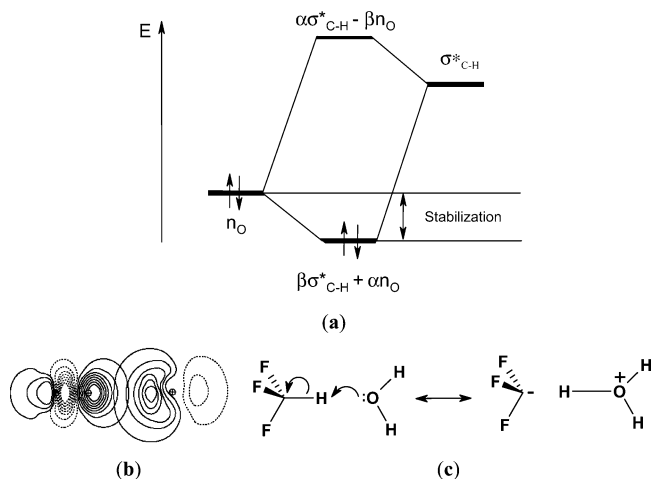 ασ*C-H - βnO
E
σ*C-H
nO
Stabilization
βσ*C-H + αnO
(a)
F
F
F
H
:O
H
H
F
F
F
-
H
O
+
H
H
(b)
(c)